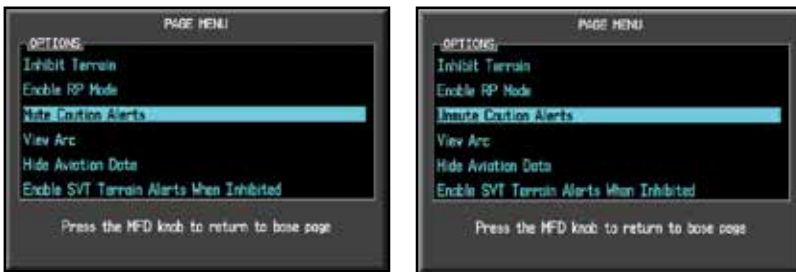 PAGE MENU
OPTIONS
Inhibit Terrain
Enable RP Mode
Mute Caution Alerts
View Arc
Hide Aviation Data
Enable SVT Terrain Alerts When Inhibited
Press the MFD knob to return to base page
PAGE MENU
OPTIONS
Inhibit Terrain
Enable RP Mode
Unmute Caution Alerts
View Arc
Hide Aviation Data
Enable SVT Terrain Alerts When Inhibited
Press the MFD knob to return to base page